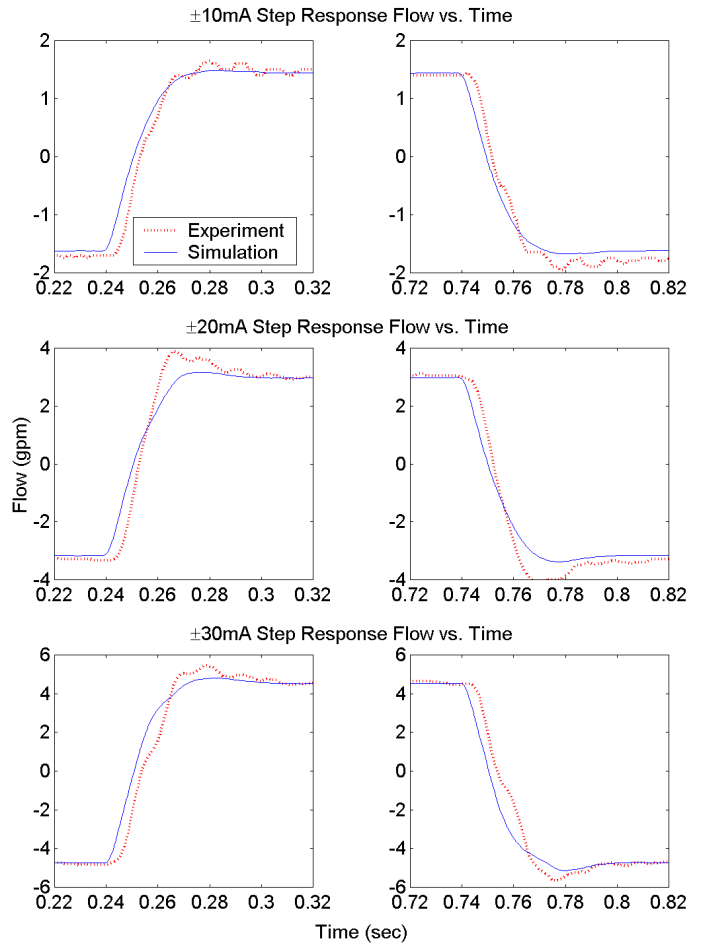 ±10mA Step Response Flow vs. Time
2
1
0
-1
-2
Experiment
Simulation
0.22 0.24 0.26 0.28 0.3 0.32
2
1
0
-1
-2
0.72 0.74 0.76 0.78 0.8 0.82
±20mA Step Response Flow vs. Time
Flow (gpm)
4
2
0
-2
-4
0.22 0.24 0.26 0.28 0.3 0.32
4
2
0
-2
-4
0.72 0.74 0.76 0.78 0.8 0.82
±30mA Step Response Flow vs. Time
6
4
2
0
-2
-4
-6
0.22 0.24 0.26 0.28 0.3 0.32
6
4
2
0
-2
-4
-6
0.72 0.74 0.76 0.78 0.8 0.82
Time (sec)